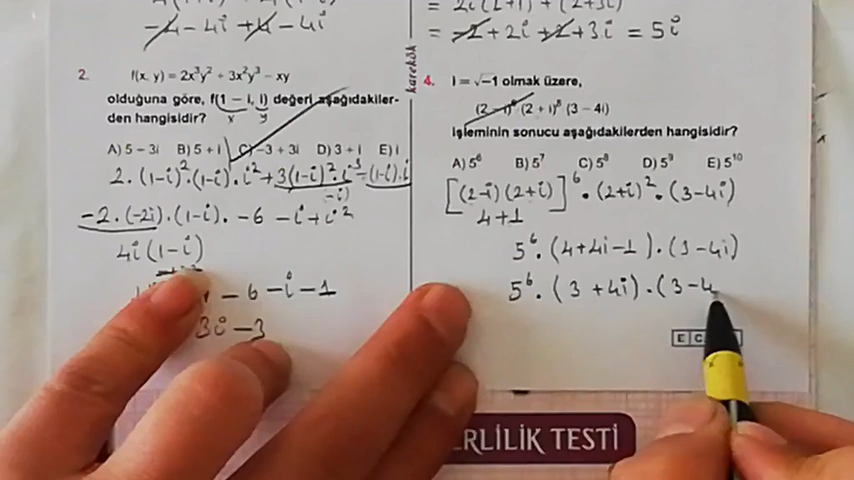 -4 - 4i + 4 - 4i
2. f(x, y) = 2x³y² + 3x²y³ – xy
olduğuna göre, f(1 – i, i) değeri aşağıdakiler-
x y
den hangisidir?
A) 5 – 3i B) 5 + i C) –3 + 3i D) 3 + i E) i
2.(1-i)².(1-i).i² + 3(1-i)².i³ - (1-i).i
-2.(-2i).(1-i). -6 -i+i²
4i(1-i)
- 6 -i -1
3i -3
karekök
= -2+2i+2+3i = 5i
4. i = √–1 olmak üzere,
(2 – i)⁶ (2 + i)⁸ (3 – 4i)
işleminin sonucu aşağıdakilerden hangisidir?
A) 5⁶ B) 5⁷ C) 5⁸ D) 5⁹ E) 5¹⁰
[(2-i)(2+i)]⁶.(2+i)².(3-4i)
4+1
5⁶.(4+4i-1).(3-4i)
5⁶.(3+4i).(3-4
E C
ERLİLİK TESTİ